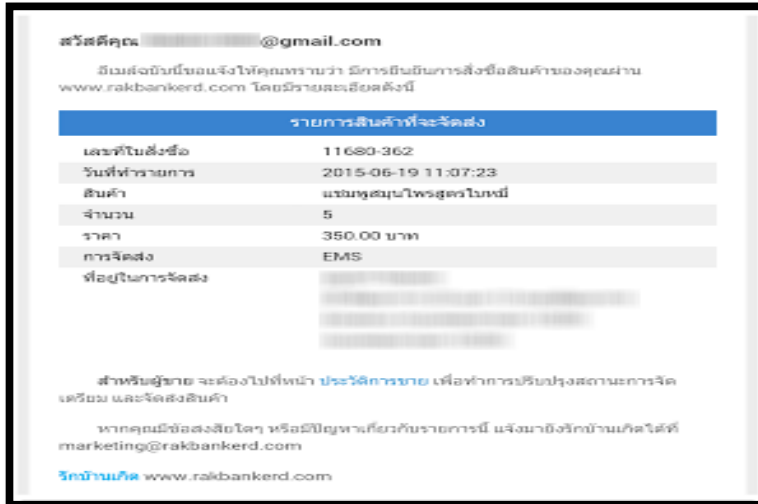 สวัสดีคุณ @gmail.com
อีเมล์ฉบับนี้ขอแจ้งให้คุณทราบว่า มีการยืนยันการสั่งซื้อสินค้าของคุณผ่าน
www.rakbankerd.com โดยมีรายละเอียดดังนี้
รายการสินค้าที่จะจัดส่ง
เลขที่ใบสั่งซื้อ 11680-362
วันที่ทำรายการ 2015-06-19 11:07:23
สินค้า แชมพูสมุนไพรสูตรใบหมี่
จำนวน 5
ราคา 350.00 บาท
การจัดส่ง EMS
ที่อยู่ในการจัดส่ง
สำหรับผู้ขาย จะต้องไปที่หน้า ประวัติการขาย เพื่อทำการปรับปรุงสถานะการจัด
เตรียม และจัดส่งสินค้า
หากคุณมีข้อสงสัยใดๆ หรือมีปัญหาเกี่ยวกับรายการนี้ แจ้งมายังรักบ้านเกิดได้ที่
marketing@rakbankerd.com
รักบ้านเกิด www.rakbankerd.com